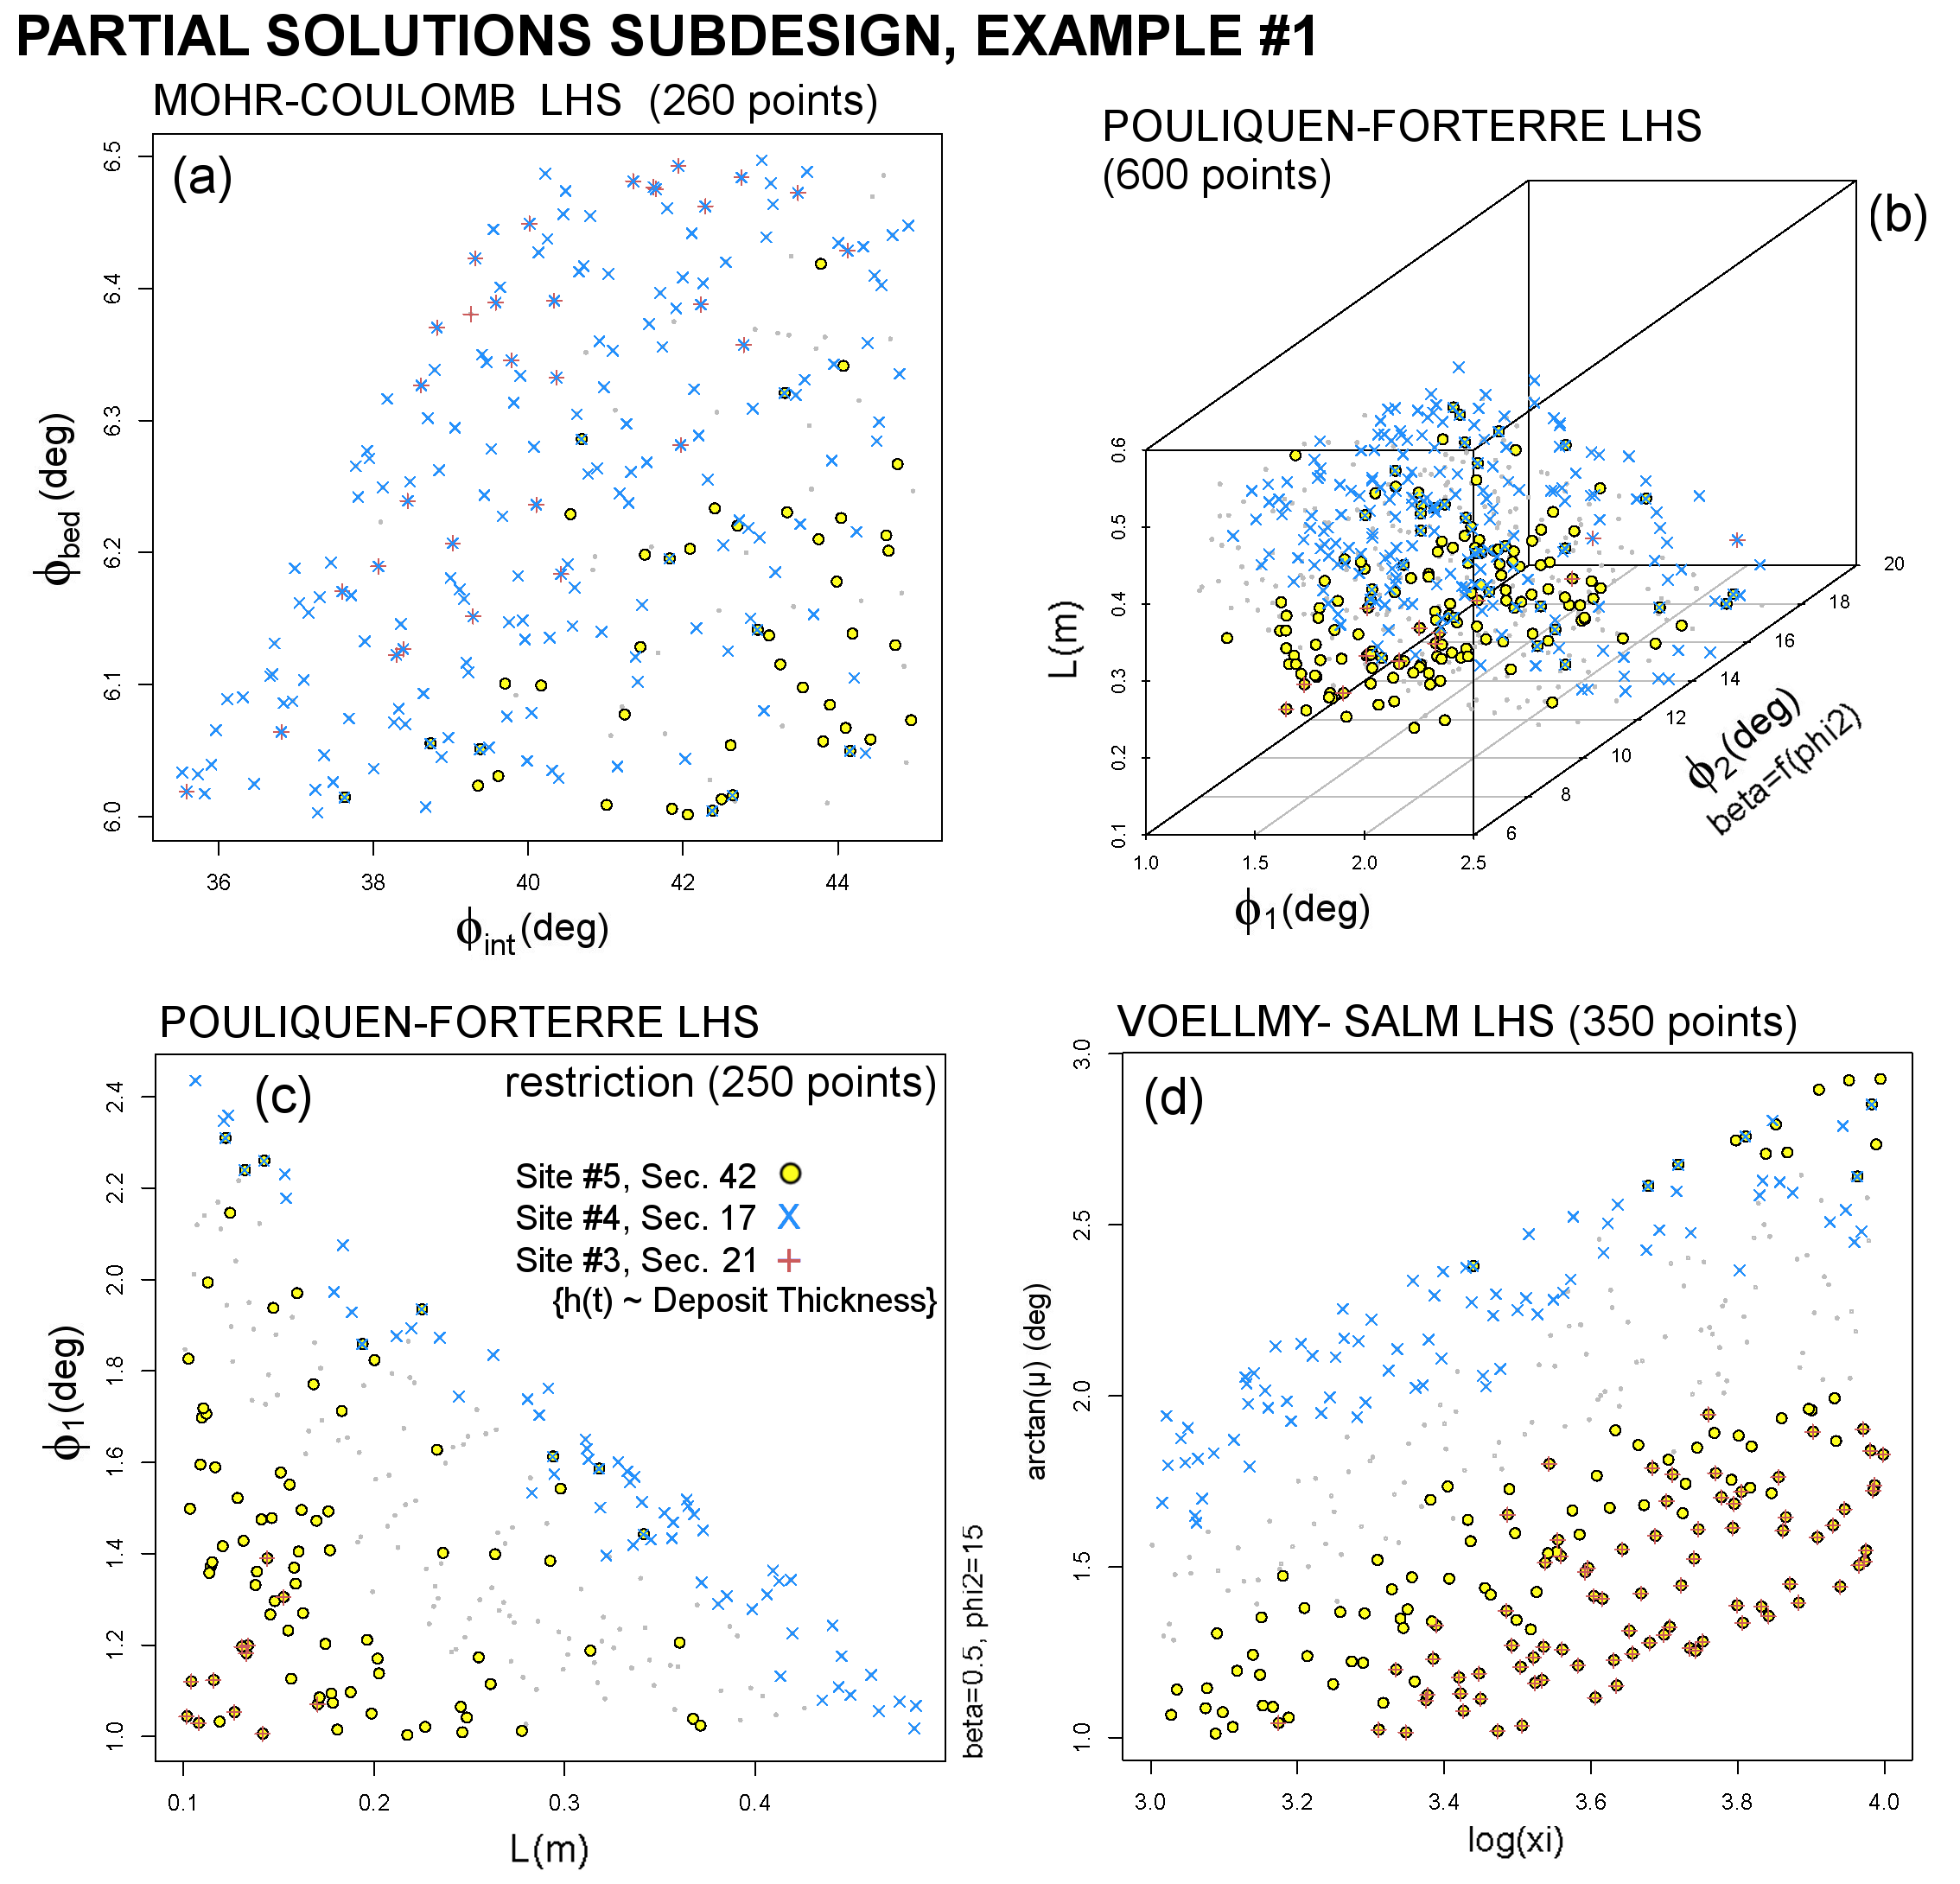 PARTIAL SOLUTIONS SUBDESIGN, EXAMPLE #1
MOHR-COULOMB LHS (260 points)
(a)
6.5
6.4
6.3
6.2
6.1
6.0
ϕbed (deg)
36
38
40
42
44
ϕint (deg)
POULIQUEN-FORTERRE LHS
(600 points)
(b)
0.6
0.5
0.4
0.3
0.2
0.1
L(m)
1.0
1.5
2.0
2.5
ϕ1(deg)
20
18
16
14
12
10
8
6
ϕ2(deg)
beta=f(phi2)
POULIQUEN-FORTERRE LHS
(c)
restriction (250 points)
Site #5, Sec. 42
Site #4, Sec. 17 X
Site #3, Sec. 21 +
{h(t) ~ Deposit Thickness}
2.4
2.2
2.0
1.8
1.6
1.4
1.2
1.0
ϕ1(deg)
0.1
0.2
0.3
0.4
L(m)
beta=0.5, phi2=15
VOELLMY- SALM LHS (350 points)
(d)
3.0
2.5
2.0
1.5
1.0
arctan(μ) (deg)
3.0
3.2
3.4
3.6
3.8
4.0
log(xi)